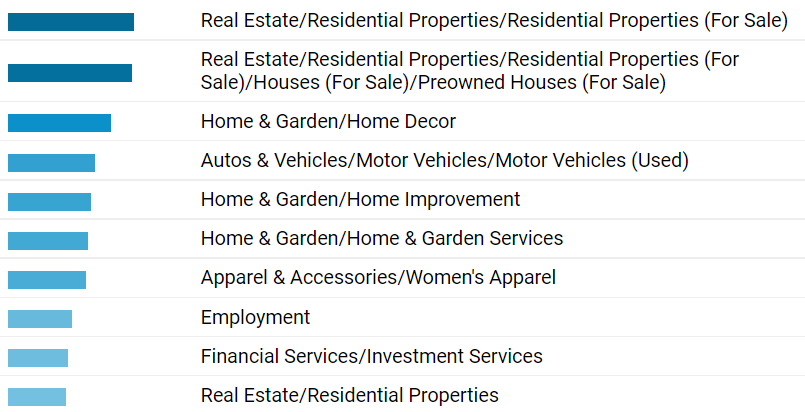 Real Estate/Residential Properties/Residential Properties (For Sale)
Real Estate/Residential Properties/Residential Properties (For
Sale)/Houses (For Sale)/Preowned Houses (For Sale)
Home & Garden/Home Decor
Autos & Vehicles/Motor Vehicles/Motor Vehicles (Used)
Home & Garden/Home Improvement
Home & Garden/Home & Garden Services
Apparel & Accessories/Women's Apparel
Employment
Financial Services/Investment Services
Real Estate/Residential Properties